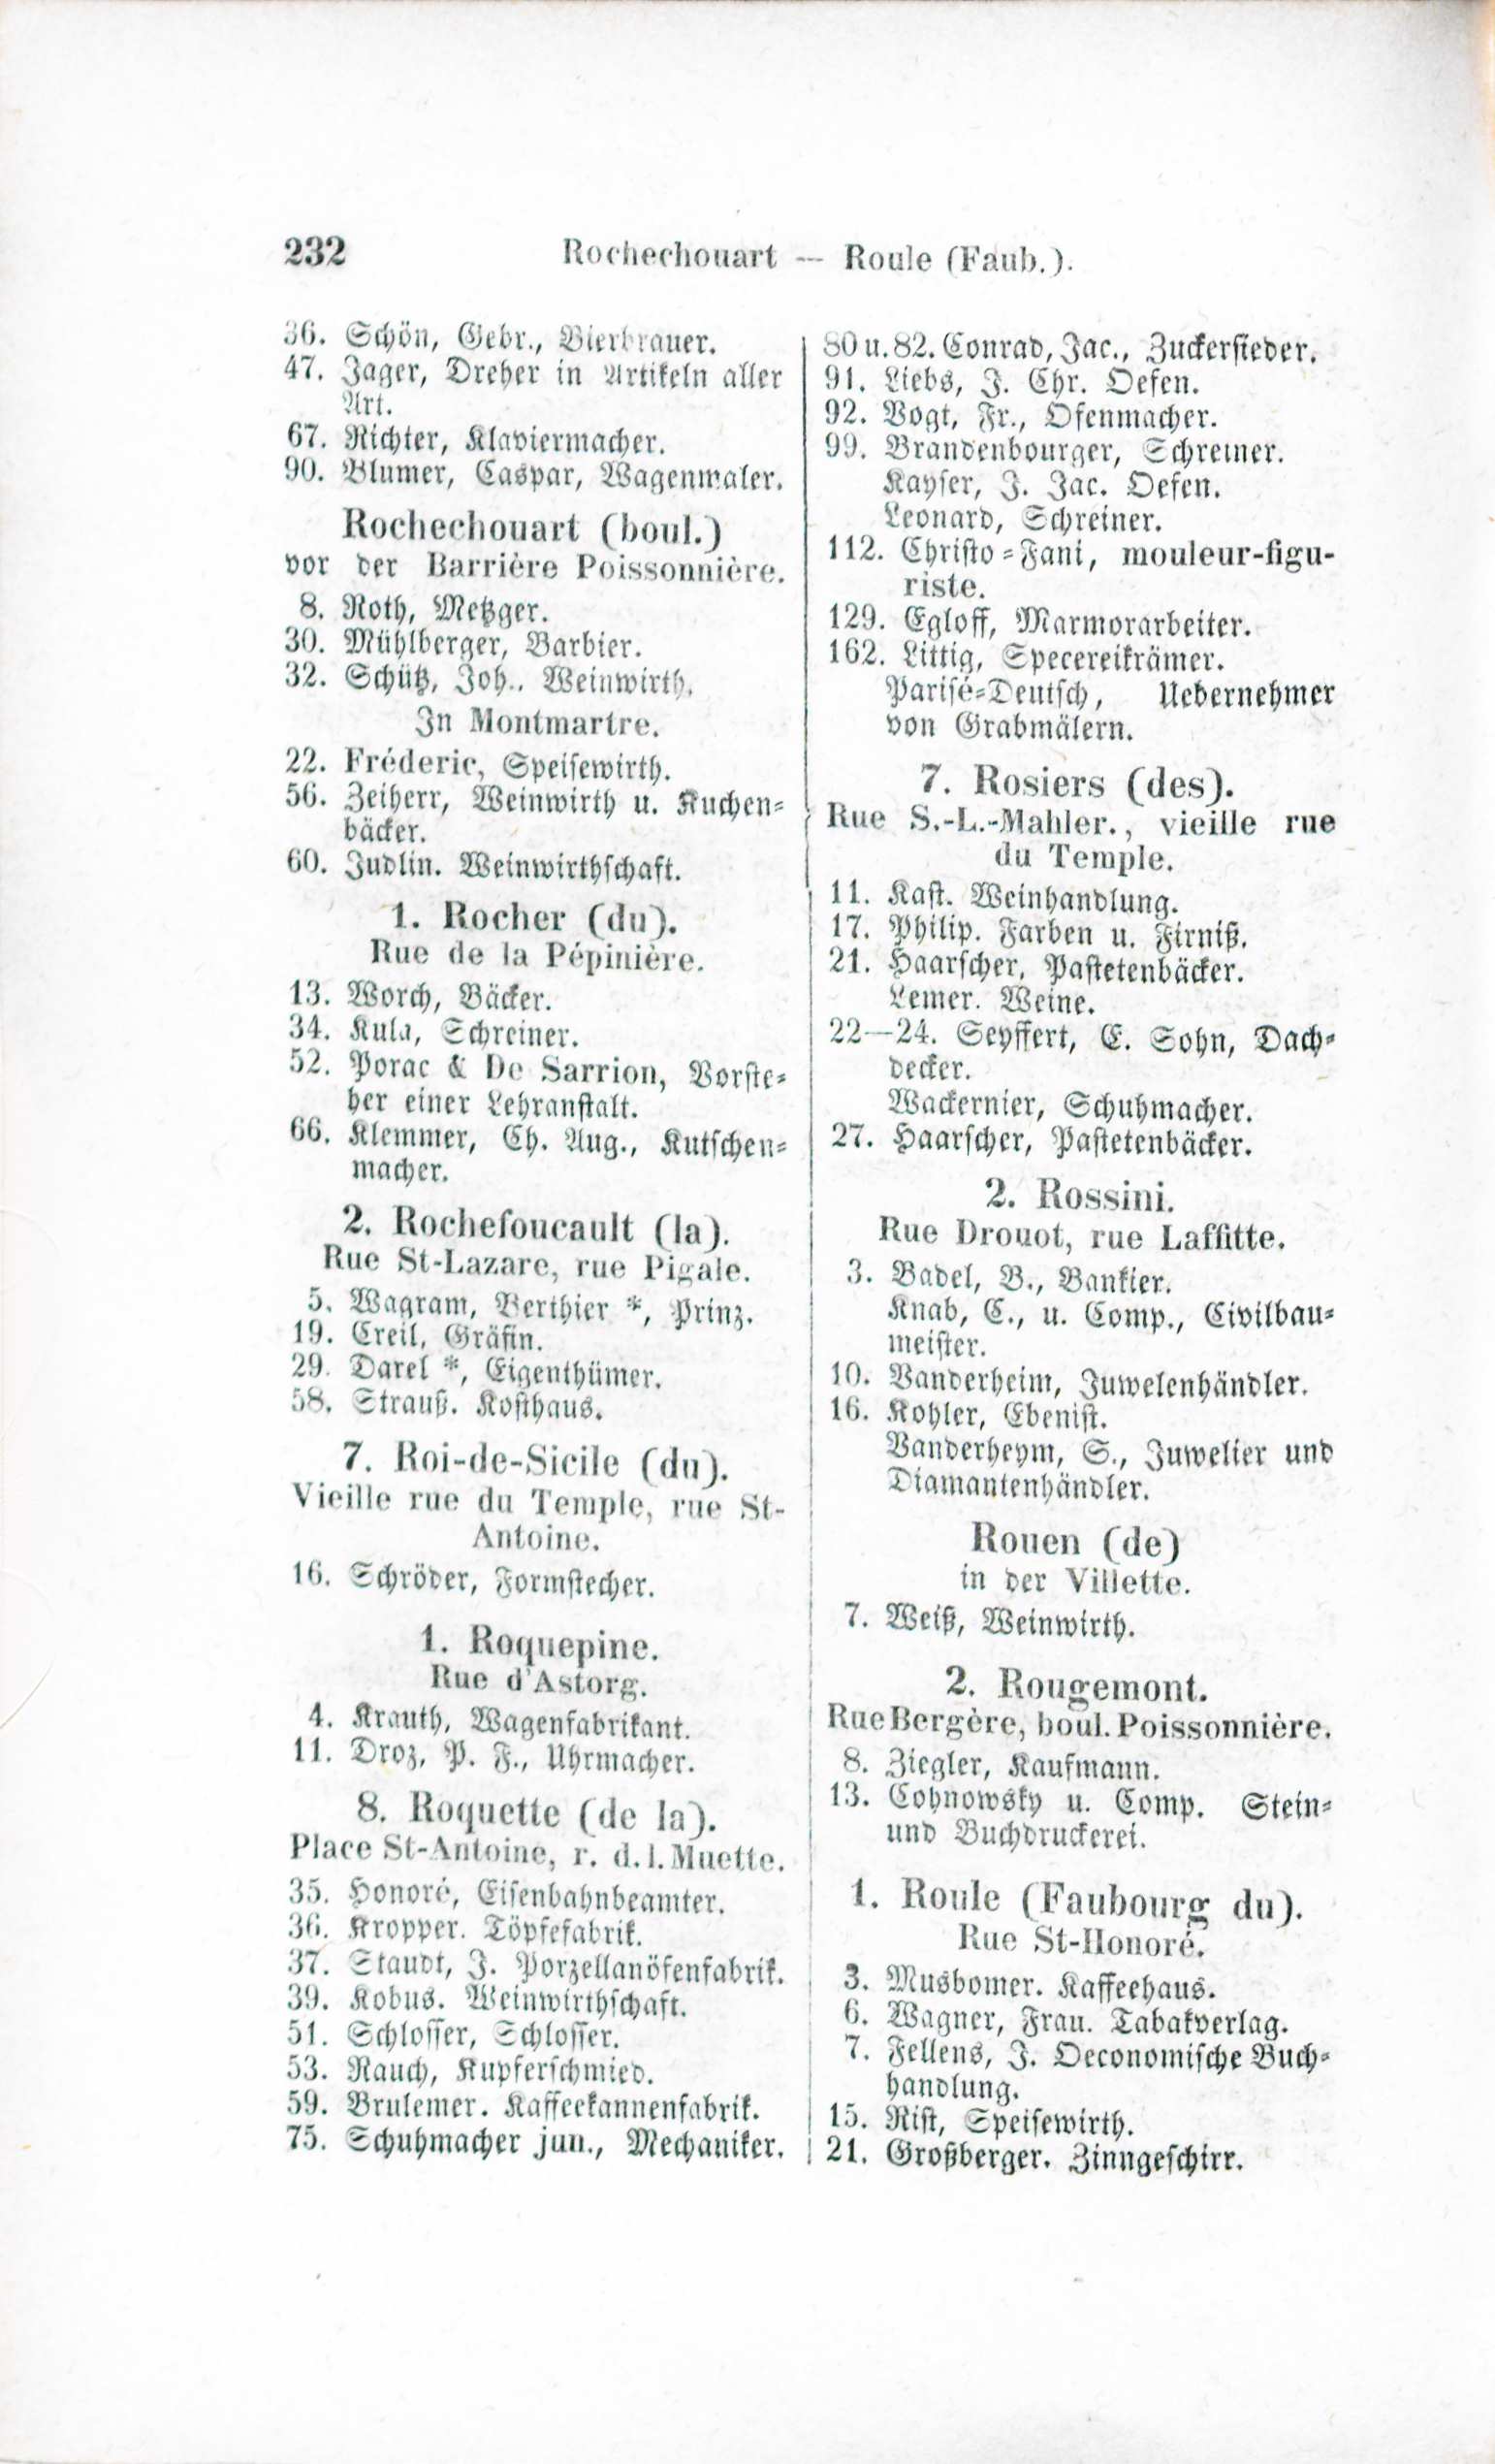 232 Rochechouart — Roule (Faub.).
36. Schön, Gebr., Bierbrauer.
47. Jager, Dreher in Artikeln aller
Art.
67. Richter, Klaviermacher.
90. Blumer, Caspar, Wagenmaler.
Rochechouart (boul.)
vor der Barrière Poissonnière.
8. Roth, Metzger.
30. Mühlberger, Barbier.
32. Schütz, Joh.. Weinwirth.
In Montmartre.
22. Fréderic, Speisewirth.
56. Zeiherr, Weinwirth u. Kuchen-
bäcker.
60. Judlin. Weinwirthschaft.
1. Rocher (du).
Rue de la Pépinière.
13. Worch, Bäcker.
34. Kula, Schreiner.
52. Porac & De Sarrion, Vorste-
her einer Lehranstalt.
66. Klemmer, Ch. Aug., Kutschen-
macher.
2. Rochefoucault (la).
Rue St-Lazare, rue Pigale.
5. Wagram, Berthier *, Prinz.
19. Creil, Gräfin.
29. Darel *, Eigenthümer.
58. Strauß. Kosthaus.
7. Roi-de-Sicile (du).
Vieille rue du Temple, rue St-
Antoine.
16. Schröder, Formstecher.
1. Roquepine.
Rue d'Astorg.
4. Krauth, Wagenfabrikant.
11. Droz, P. F., Uhrmacher.
8. Roquette (de la).
Place St-Antoine, r. d. l. Muette.
35. Honoré, Eisenbahnbeamter.
36. Kropper. Töpfefabrik.
37. Staudt, J. Porzellanöfenfabrik.
39. Kobus. Weinwirthschaft.
51. Schlosser, Schlosser.
53. Rauch, Kupferschmied.
59. Brulemer. Kaffeekannenfabrik.
75. Schuhmacher jun., Mechaniker.
80 u. 82. Conrad, Jac., Zuckersieder.
91. Liebs, J. Chr. Oefen.
92. Vogt, Fr., Ofenmacher.
99. Brandenbourger, Schreiner.
Kayser, J. Jac. Oefen.
Leonard, Schreiner.
112. Christo-Fani, mouleur-figu-
riste.
129. Egloff, Marmorarbeiter.
162. Littig, Specereikrämer.
Parisé-Deutsch, Uebernehmer
von Grabmälern.
7. Rosiers (des).
Rue S.-L.-Mahler., vieille rue
du Temple.
11. Kast. Weinhandlung.
17. Philip. Farben u. Firniß.
21. Haarscher, Pastetenbäcker.
Lemer. Weine.
22—24. Seyffert, E. Sohn, Dach-
decker.
Wackernier, Schuhmacher.
27. Haarscher, Pastetenbäcker.
2. Rossini.
Rue Drouot, rue Laffitte.
3. Badel, B., Bankier.
Knab, C., u. Comp., Civilbau-
meister.
10. Vanderheim, Juwelenhändler.
16. Kohler, Ebenist.
Vanderheym, S., Juwelier und
Diamantenhändler.
Rouen (de)
in der Villette.
7. Weiß, Weinwirth.
2. Rougemont.
Rue Bergère, boul. Poissonnière.
8. Ziegler, Kaufmann.
13. Cohnowsky u. Comp. Stein-
und Buchdruckerei.
1. Roule (Faubourg du).
Rue St-Honoré.
3. Musbomer. Kaffeehaus.
6. Wagner, Frau. Tabakverlag.
7. Fellens, J. Oeconomische Buch-
handlung.
15. Rist, Speisewirth.
21. Großberger. Zinngeschirr.